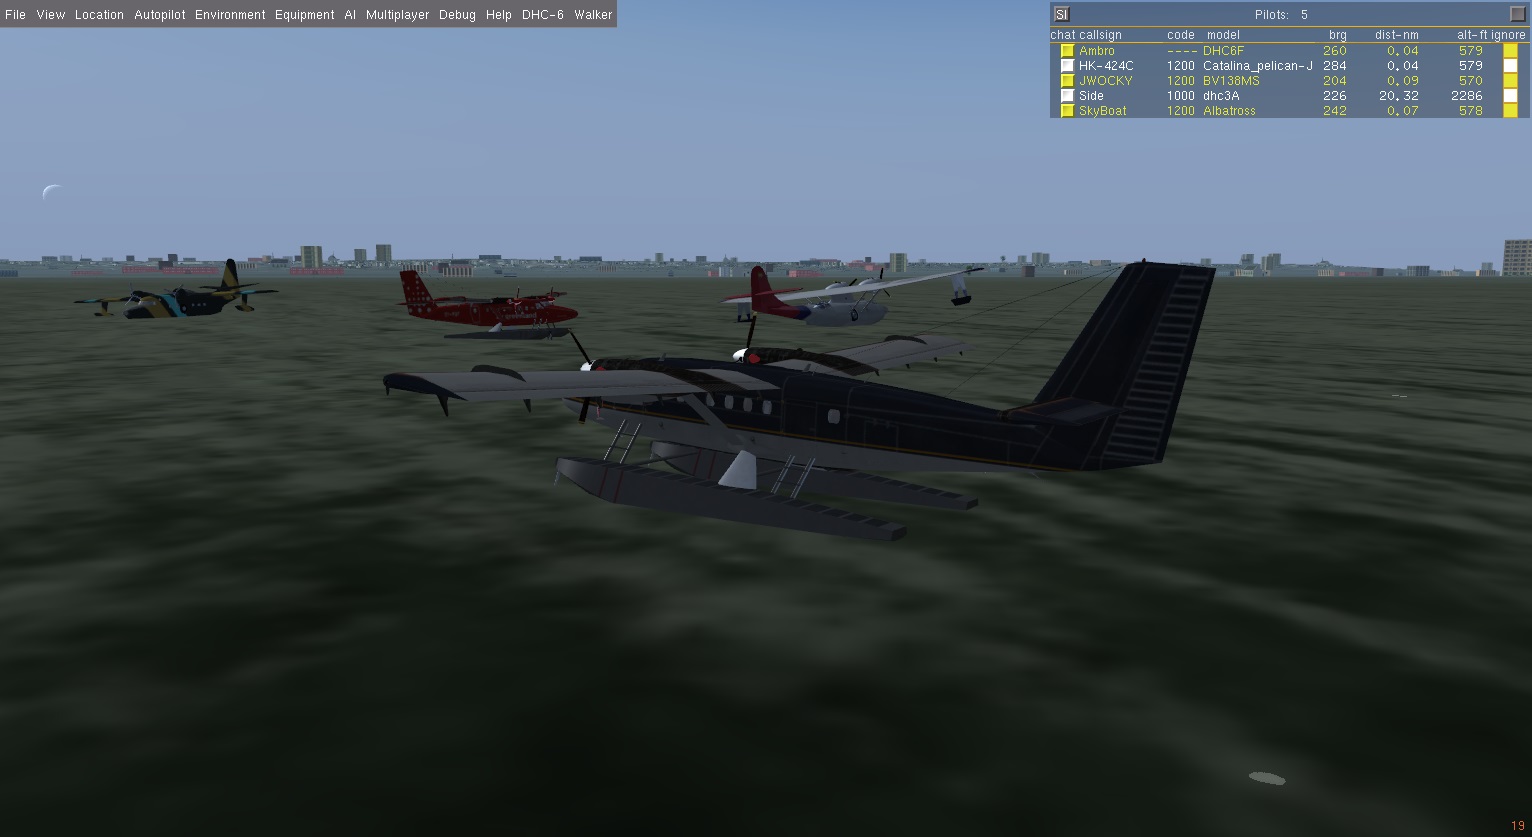 File View Location Autopilot Environment Equipment AI Multiplayer Debug Help DHC-6 Walker
SI Pilots: 5
chat callsign code model brg dist-nm alt-ft ignore
Ambro ---- DHC6F 260 0.04 579
HK-424C 1200 Catalina_pelican-J 284 0.04 579
JWOCKY 1200 BV138MS 204 0.09 570
Side 1000 dhc3A 226 20.32 2286
SkyBoat 1200 Albatross 242 0.07 578
19